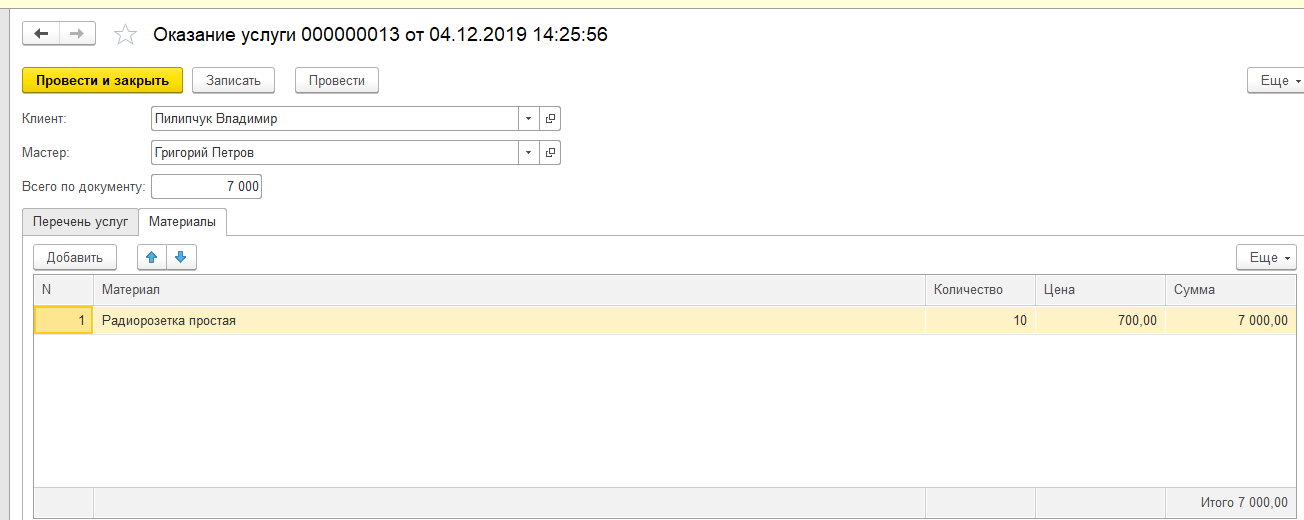 Оказание услуги 000000013 от 04.12.2019 14:25:56
Провести и закрыть Записать Провести Еще
Клиент: Пилипчук Владимир
Мастер: Григорий Петров
Всего по документу: 7 000
Перечень услуг Материалы
Добавить Еще
N Материал Количество Цена Сумма
1 Радиорозетка простая 10 700,00 7 000,00
Итого 7 000,00